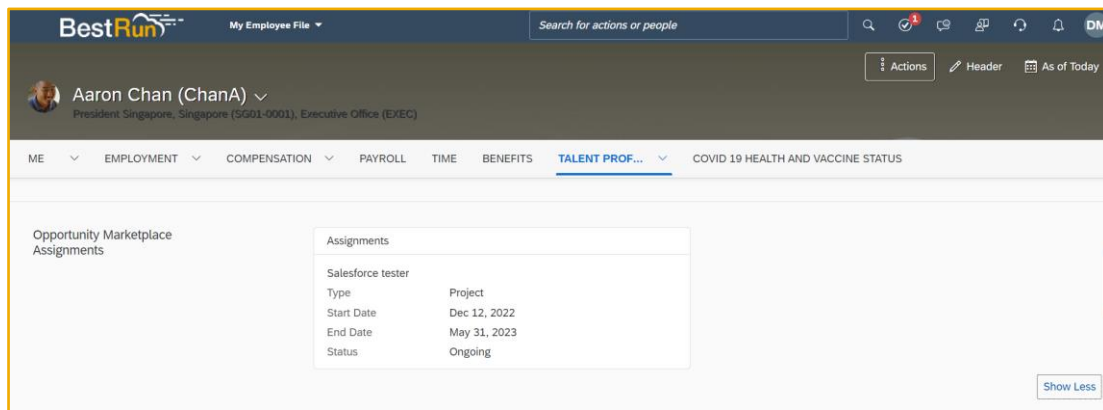 BestRun My Employee File Search for actions or people 1 DM
Actions Header As of Today
Aaron Chan (ChanA)
President Singapore, Singapore (SG01-0001), Executive Office (EXEC)
ME EMPLOYMENT COMPENSATION PAYROLL TIME BENEFITS TALENT PROF... COVID 19 HEALTH AND VACCINE STATUS
Opportunity Marketplace
Assignments
Assignments
Salesforce tester
Type Project
Start Date Dec 12, 2022
End Date May 31, 2023
Status Ongoing
Show Less